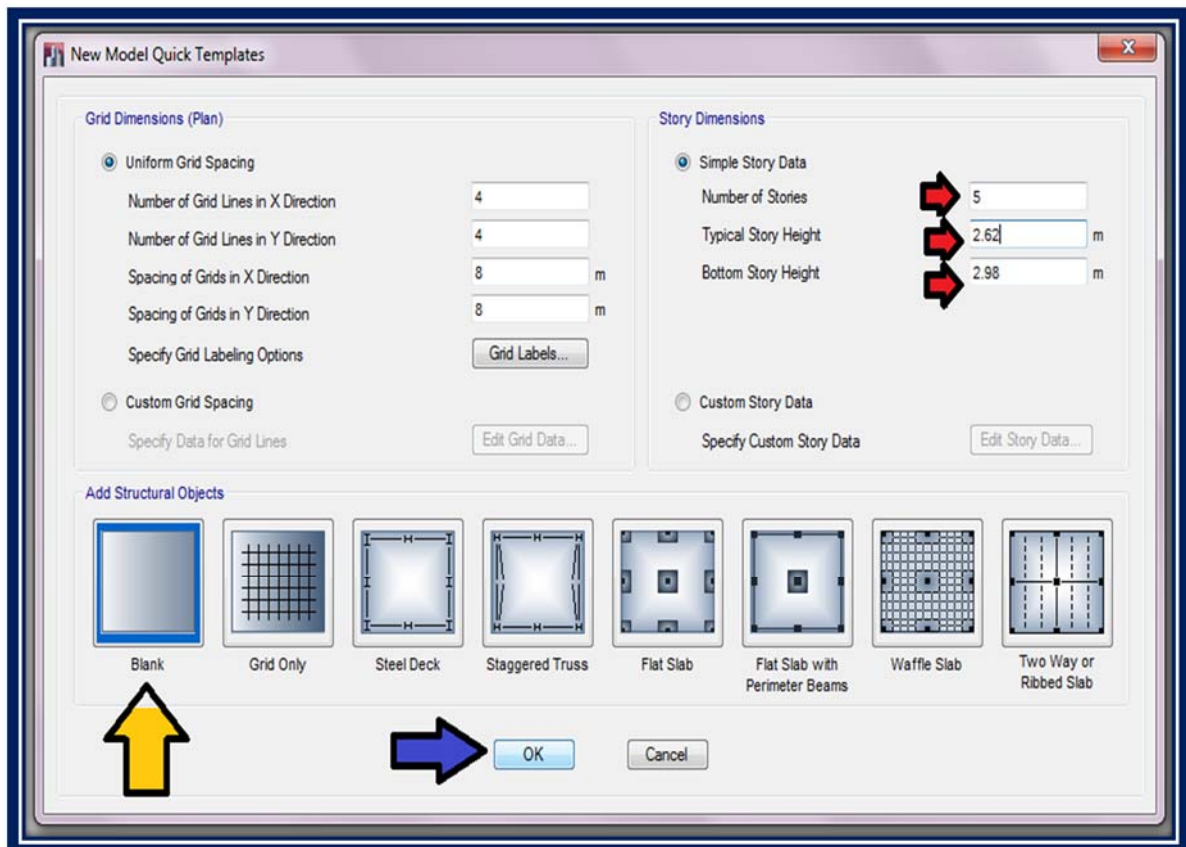 New Model Quick Templates
Grid Dimensions (Plan)
Uniform Grid Spacing
Number of Grid Lines in X Direction 4
Number of Grid Lines in Y Direction 4
Spacing of Grids in X Direction 8 m
Spacing of Grids in Y Direction 8 m
Specify Grid Labeling Options Grid Labels...
Custom Grid Spacing
Specify Data for Grid Lines Edit Grid Data...
Story Dimensions
Simple Story Data
Number of Stories 5
Typical Story Height 2.62 m
Bottom Story Height 2.98 m
Custom Story Data
Specify Custom Story Data Edit Story Data...
Add Structural Objects
Blank
Grid Only
Steel Deck
Staggered Truss
Flat Slab
Flat Slab with
Perimeter Beams
Waffle Slab
Two Way or
Ribbed Slab
OK
Cancel